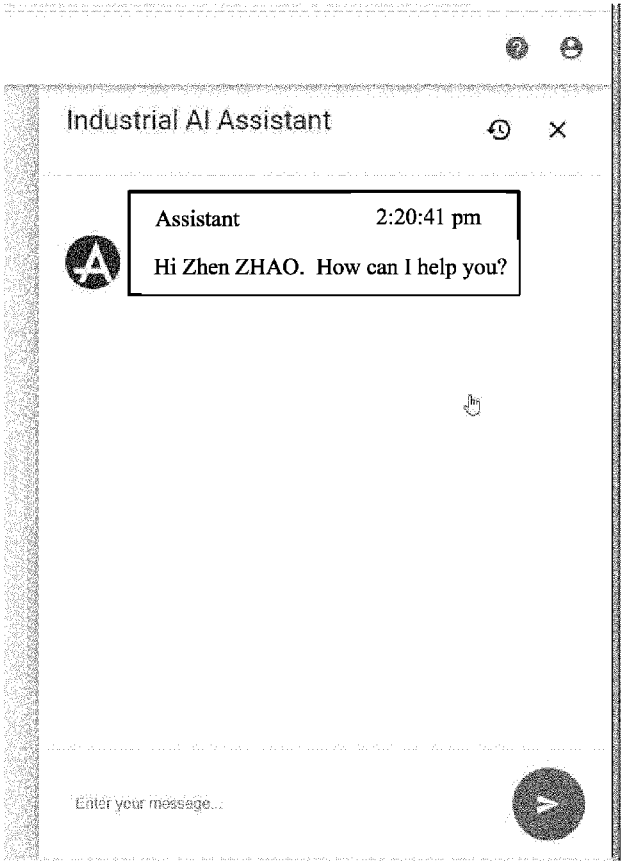 Industrial AI Assistant
Assistant 2:20:41 pm
Hi Zhen ZHAO. How can I help you?
Enter your message...